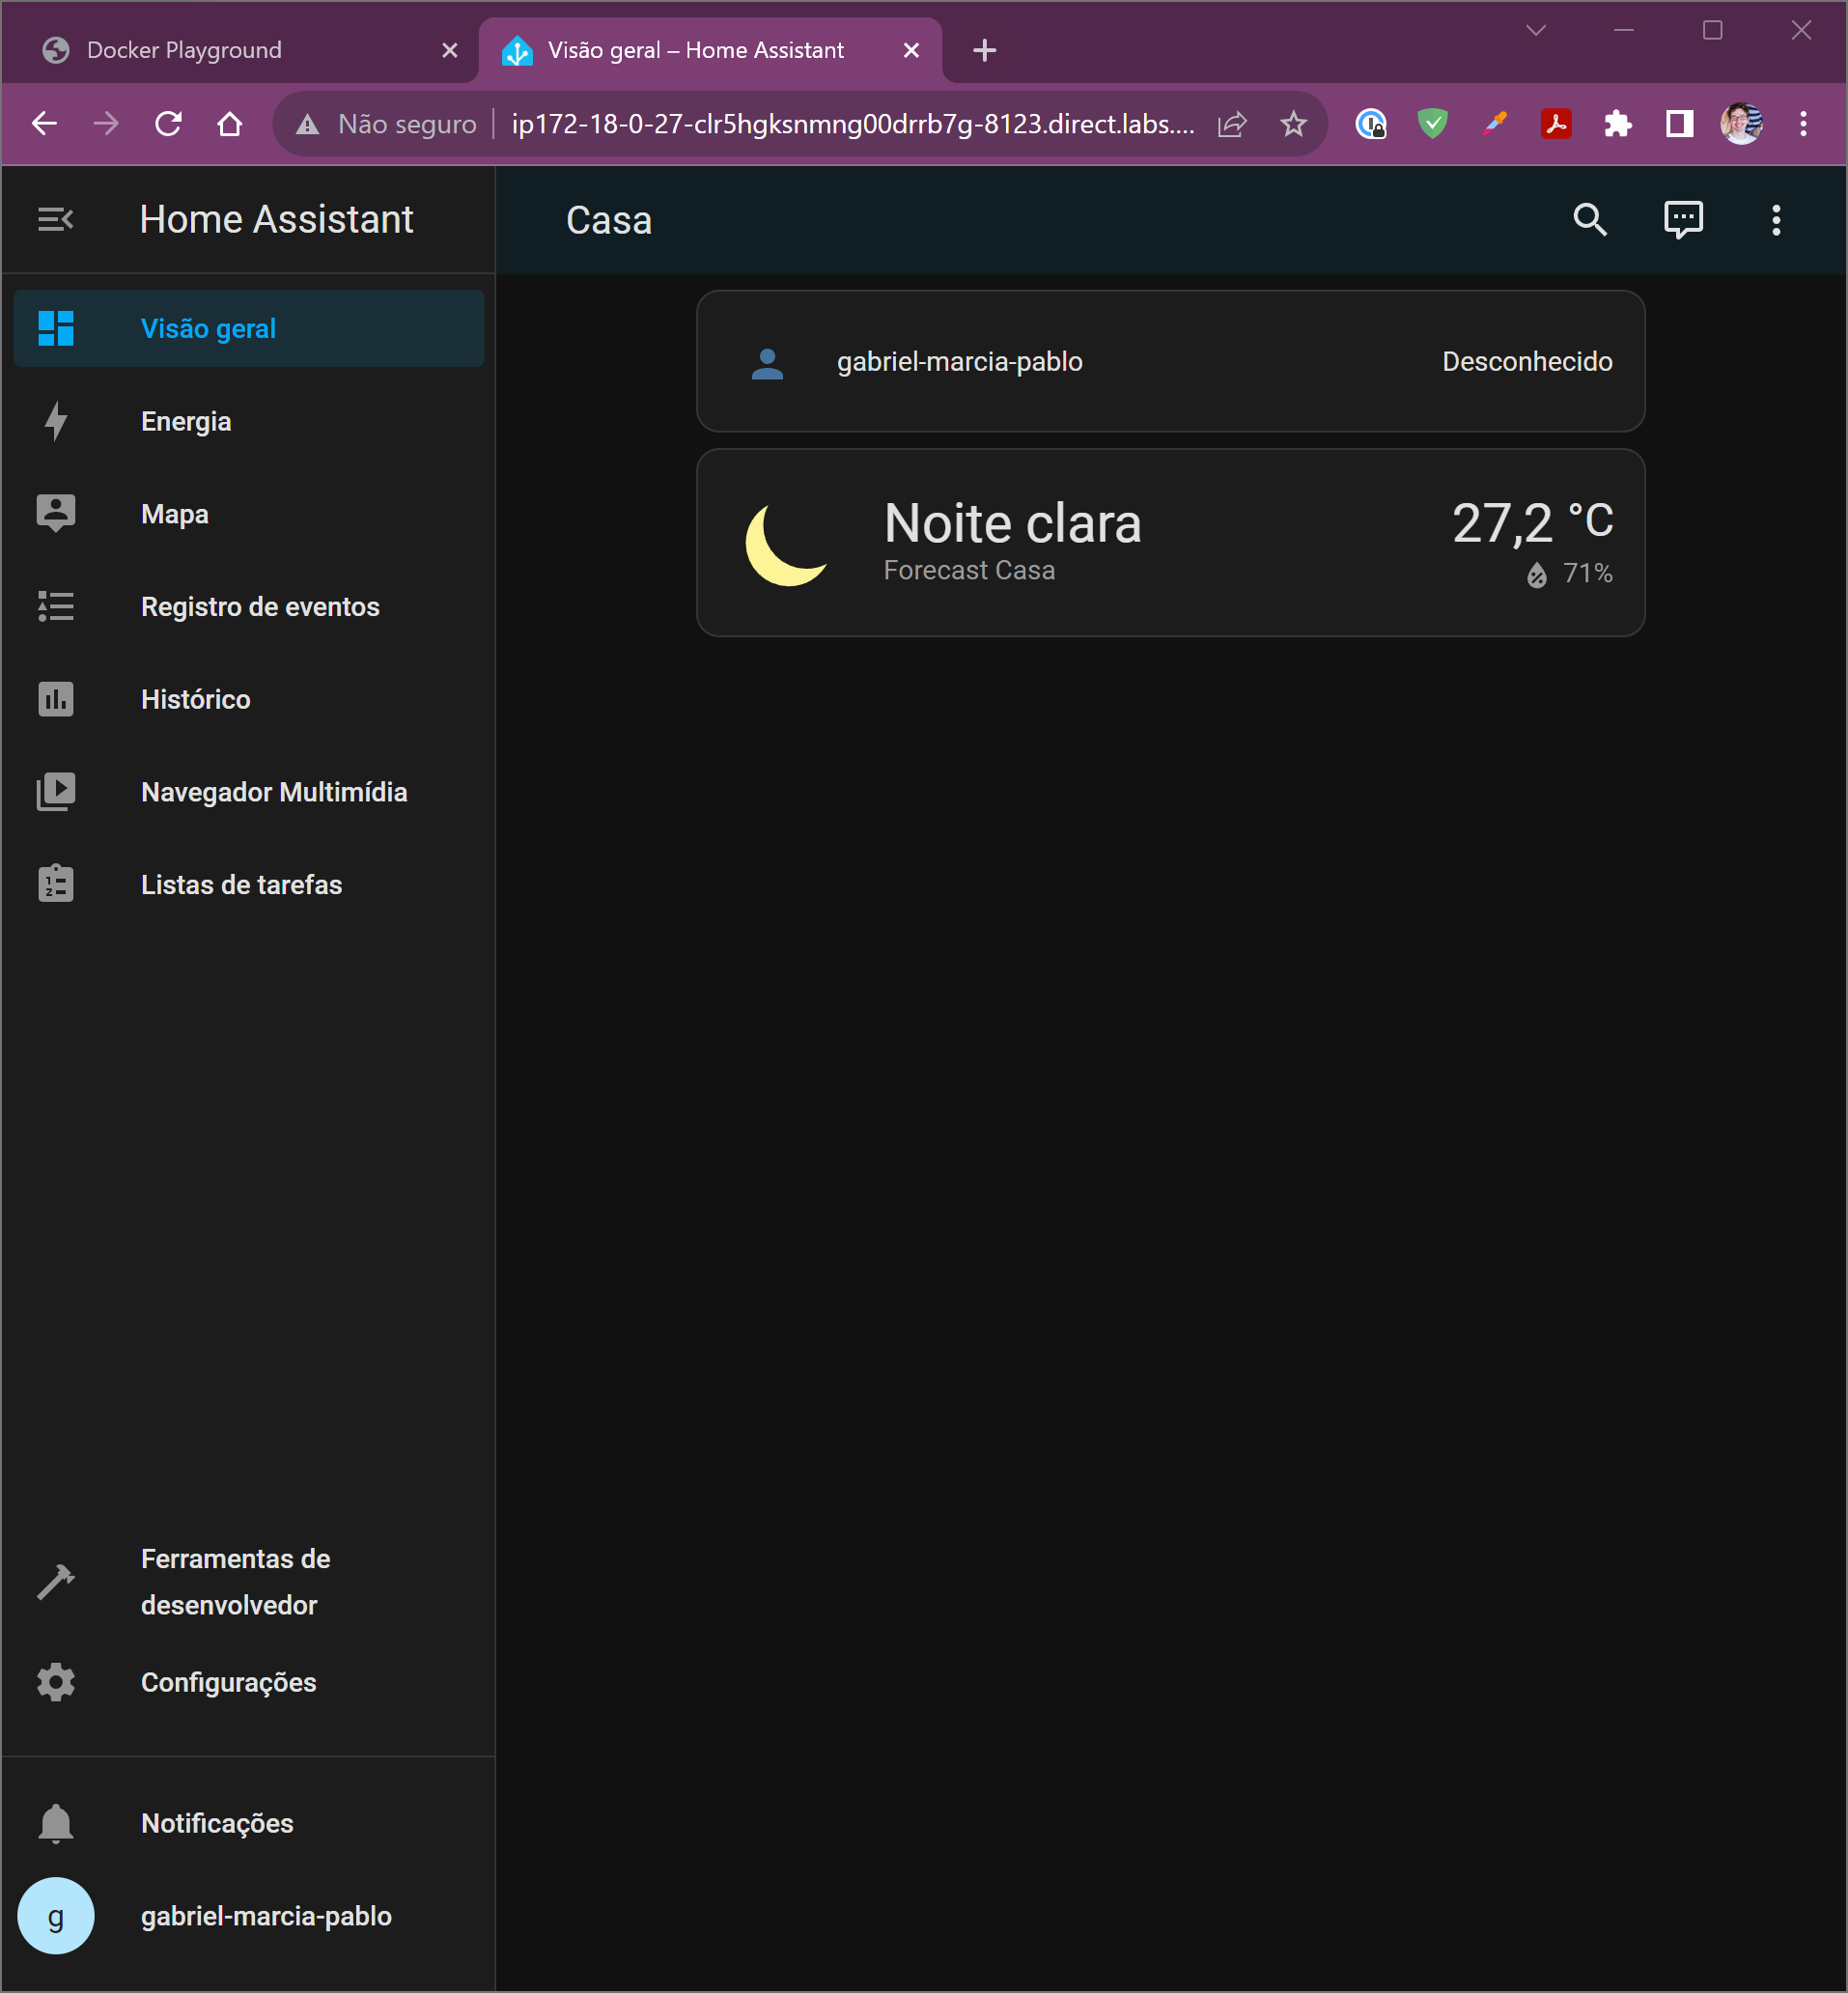 Docker Playground
Visão geral – Home Assistant
Não seguro
ip172-18-0-27-clr5hgksnmng00drrb7g-8123.direct.labs....
Home Assistant
Casa
Visão geral
Energia
Mapa
Registro de eventos
Histórico
Navegador Multimídia
Listas de tarefas
gabriel-marcia-pablo
Desconhecido
Noite clara
27,2 °C
Forecast Casa
71%
Ferramentas de
desenvolvedor
Configurações
Notificações
g
gabriel-marcia-pablo